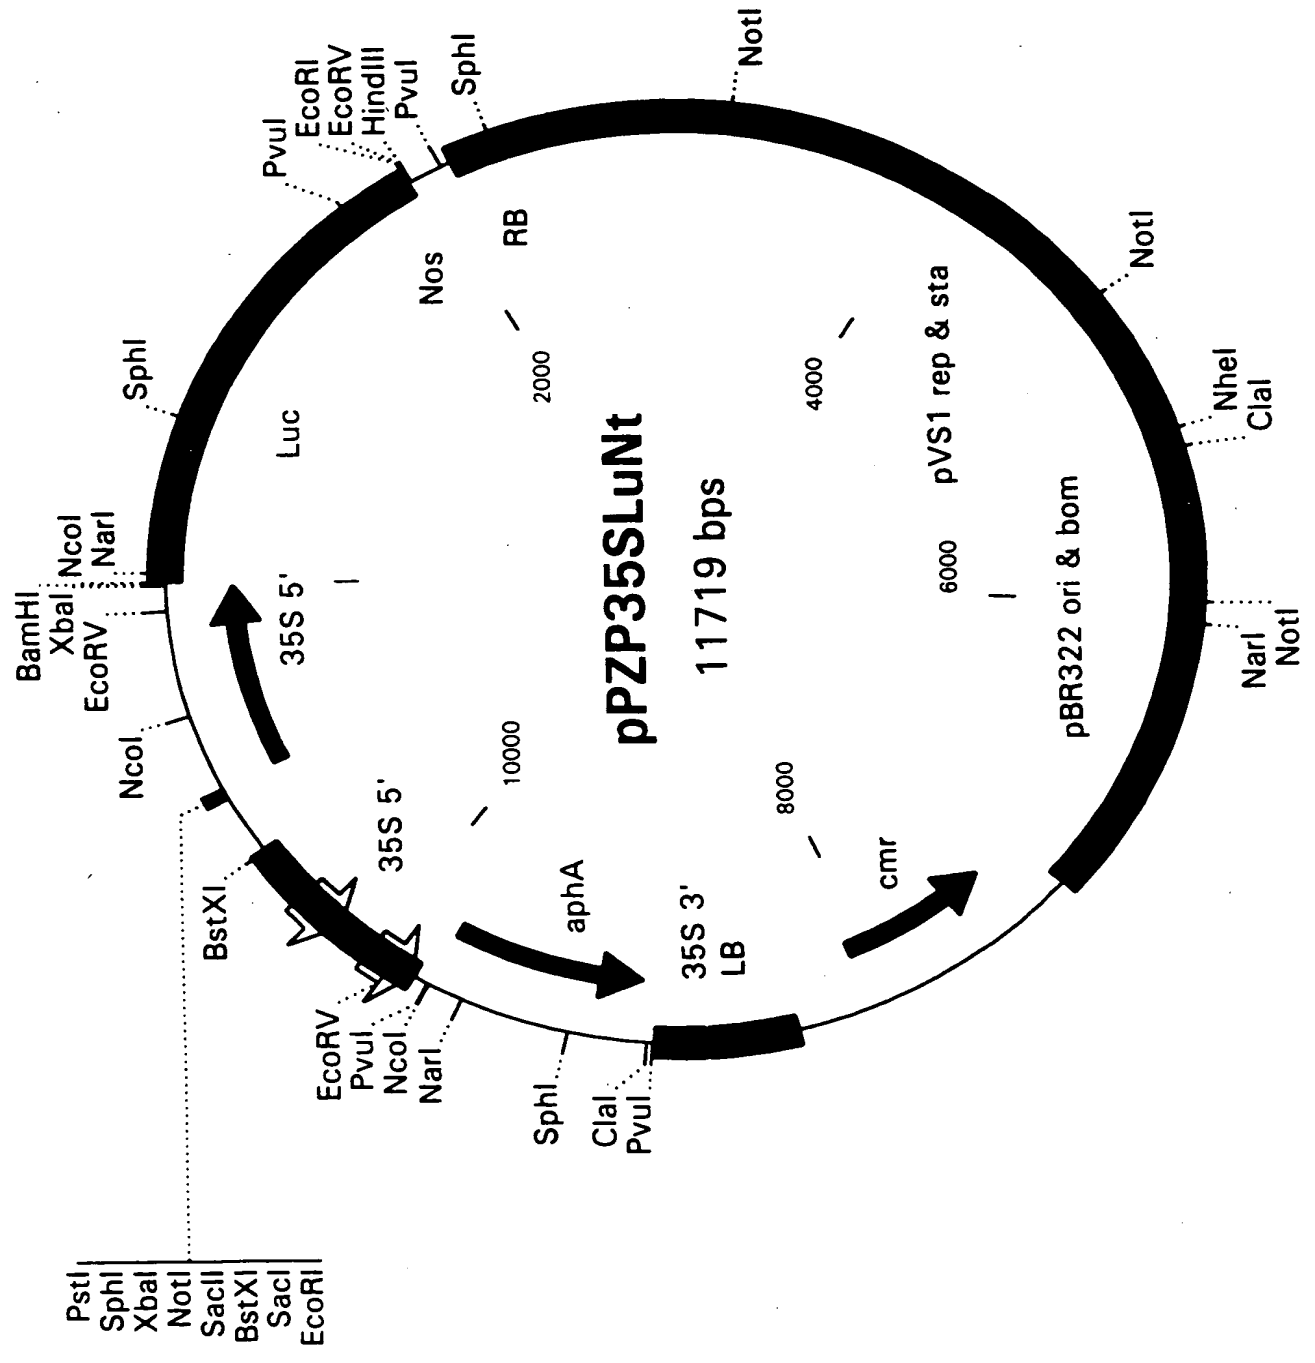 pPZP35SLuNt
11719 bps
BamHI
XbaI
EcoRV
NcoI
NarI
SphI
PvuI
EcoRI
EcoRV
HindIII
PvuI
SphI
NotI
NotI
NheI
ClaI
NotI
NarI
PvuI
ClaI
SphI
NarI
NcoI
PvuI
EcoRV
BstXI
PstI
SphI
XbaI
NotI
SacII
BstXI
SacI
EcoRI
NcoI
35S 5'
Luc
Nos
RB
pVS1 rep & sta
pBR322 ori & bom
cmr
35S 3'
LB
aphA
35S 5'
2000
4000
6000
8000
10000